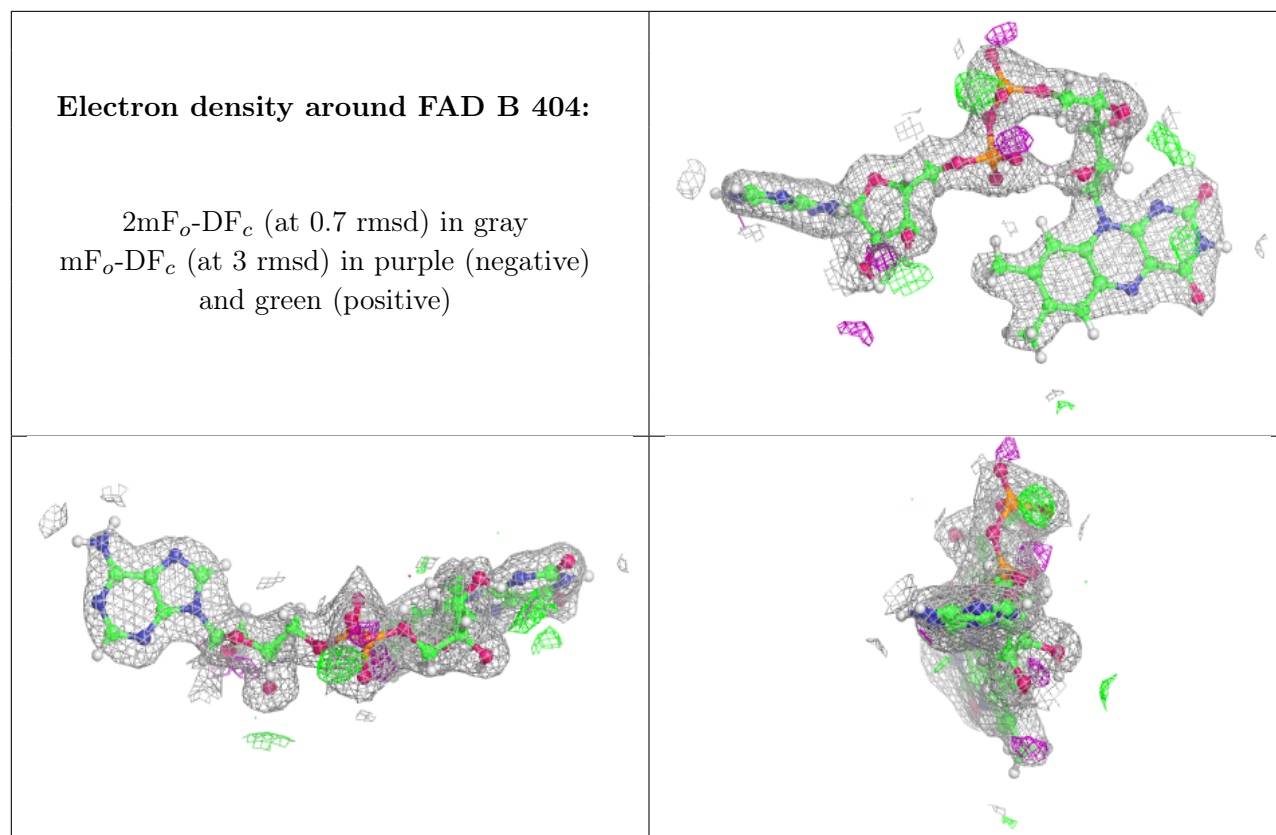 Electron density around FAD B 404:
2mFₒ-DF𝒸 (at 0.7 rmsd) in gray
mFₒ-DF𝒸 (at 3 rmsd) in purple (negative)
and green (positive)